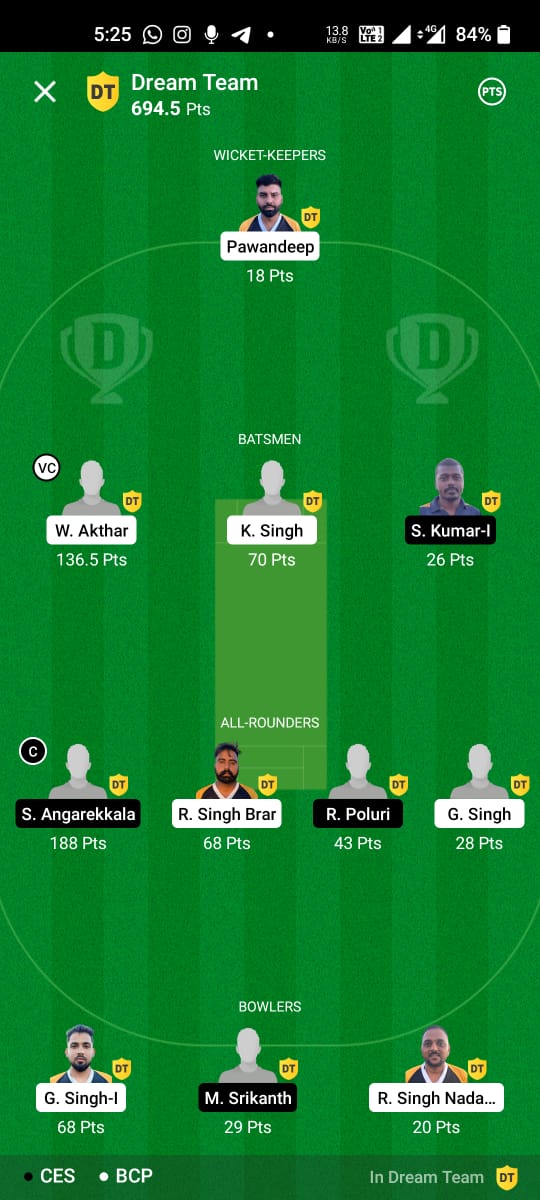 5:25
13.8
KB/S
Vo 1
LTE 2
4G
84%
DT
Dream Team
694.5 Pts
PTS
WICKET-KEEPERS
DT
Pawandeep
18 Pts
D D
BATSMEN
VC
DT DT DT
W. Akthar K. Singh S. Kumar-I
136.5 Pts 70 Pts 26 Pts
ALL-ROUNDERS
C
DT DT DT DT
S. Angarekkala R. Singh Brar R. Poluri G. Singh
188 Pts 68 Pts 43 Pts 28 Pts
BOWLERS
DT DT DT
G. Singh-I M. Srikanth R. Singh Nada...
68 Pts 29 Pts 20 Pts
CES BCP In Dream Team DT